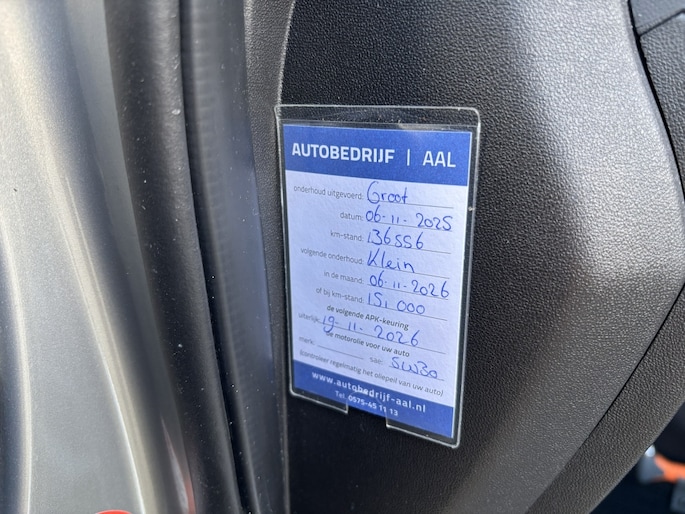 AUTOBEDRIJF | AAL
onderhoud uitgevoerd: Groot
datum: 06-11-2025
km-stand: 136556
volgende onderhoud: Klein
in de maand: 06-11-2026
of bij km-stand: 151.000
de volgende APK-keuring
uiterlijk: 19-11-2026
de motorolie voor uw auto
merk: sae: 5W30
(controleer regelmatig het oliepeil van uw auto)
www.autobedrijf-aal.nl
Tel. 0575-45 11 13